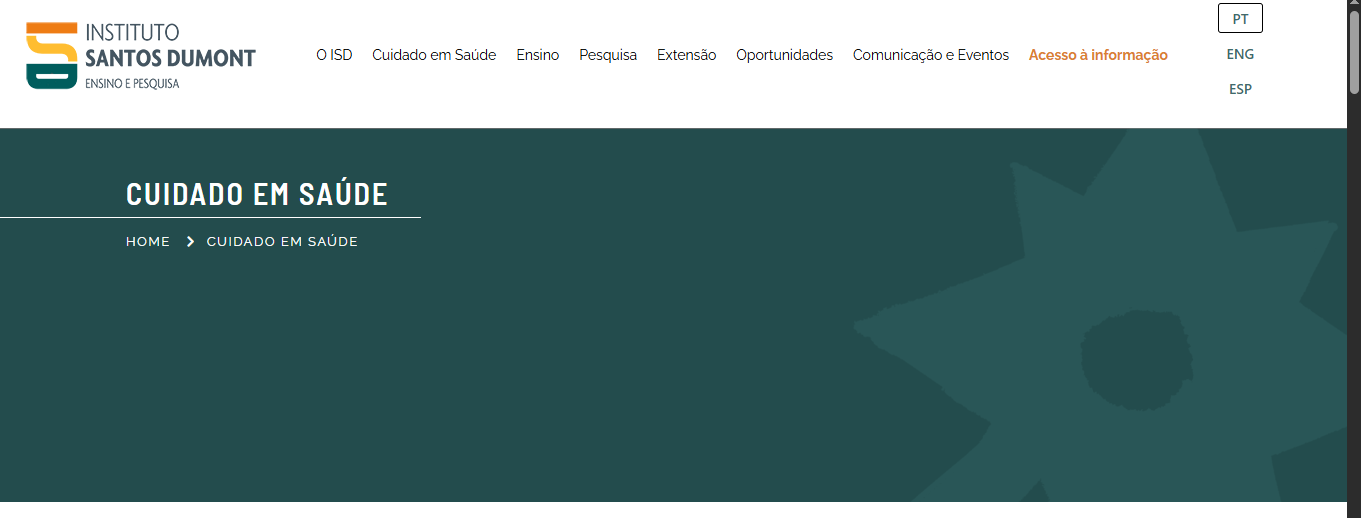 INSTITUTO
SANTOS DUMONT
ENSINO E PESQUISA
O ISD Cuidado em Saúde Ensino Pesquisa Extensão Oportunidades Comunicação e Eventos Acesso à informação
PT
ENG
ESP
CUIDADO EM SAÚDE
HOME > CUIDADO EM SAÚDE